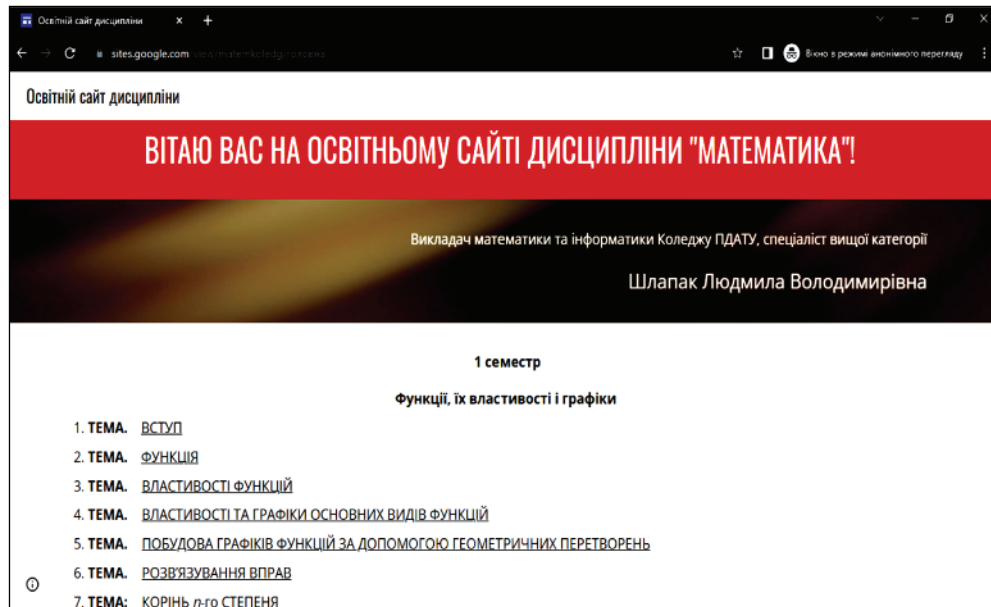 Освітній сайт дисципліни
sites.google.com
Вікно в режимі анонімного перегляду
Освітній сайт дисципліни
ВІТАЮ ВАС НА ОСВІТНЬОМУ САЙТІ ДИСЦИПЛІНИ "МАТЕМАТИКА"!
Викладач математики та інформатики Коледжу ПДАТУ, спеціаліст вищої категорії
Шлапак Людмила Володимирівна
1 семестр
Функції, їх властивості і графіки
1. ТЕМА. ВСТУП
2. ТЕМА. ФУНКЦІЯ
3. ТЕМА. ВЛАСТИВОСТІ ФУНКЦІЙ
4. ТЕМА. ВЛАСТИВОСТІ ТА ГРАФІКИ ОСНОВНИХ ВИДІВ ФУНКЦІЙ
5. ТЕМА. ПОБУДОВА ГРАФІКІВ ФУНКЦІЙ ЗА ДОПОМОГОЮ ГЕОМЕТРИЧНИХ ПЕРЕТВОРЕНЬ
6. ТЕМА. РОЗВ'ЯЗУВАННЯ ВПРАВ
7. ТЕМА: КОРІНЬ n-го СТЕПЕНЯ